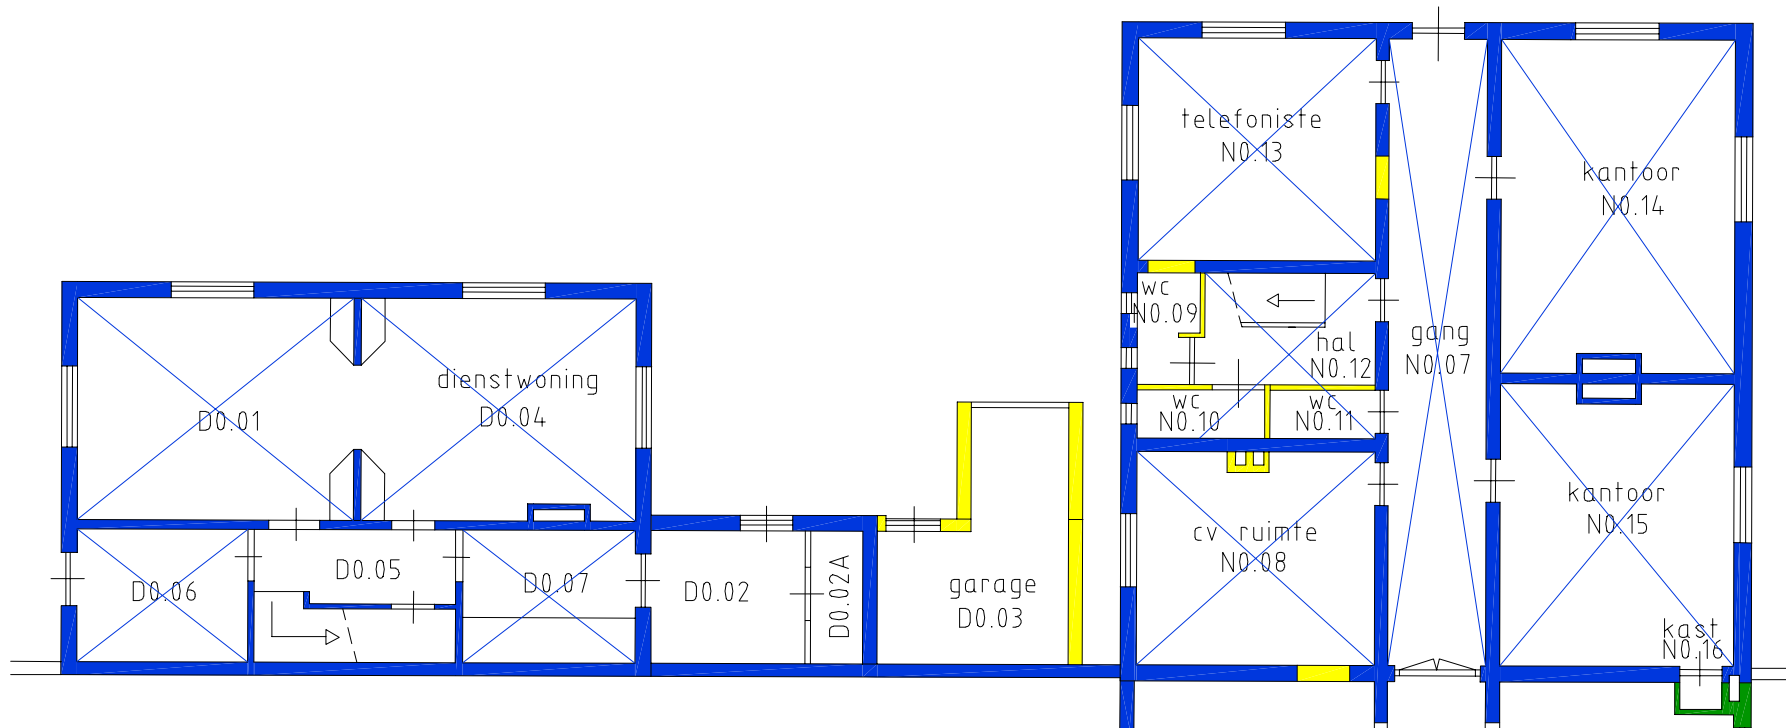 telefoniste
N0.13
kantoor
N0.14
wc
N0.09
hal
N0.12
gang
N0.07
wc
N0.10
wc
N0.11
dienstwoning
D0.01
D0.04
kantoor
N0.15
cv ruimte
N0.08
D0.06
D0.05
D0.07
D0.02
D0.02A
garage
D0.03
kast
N0.16